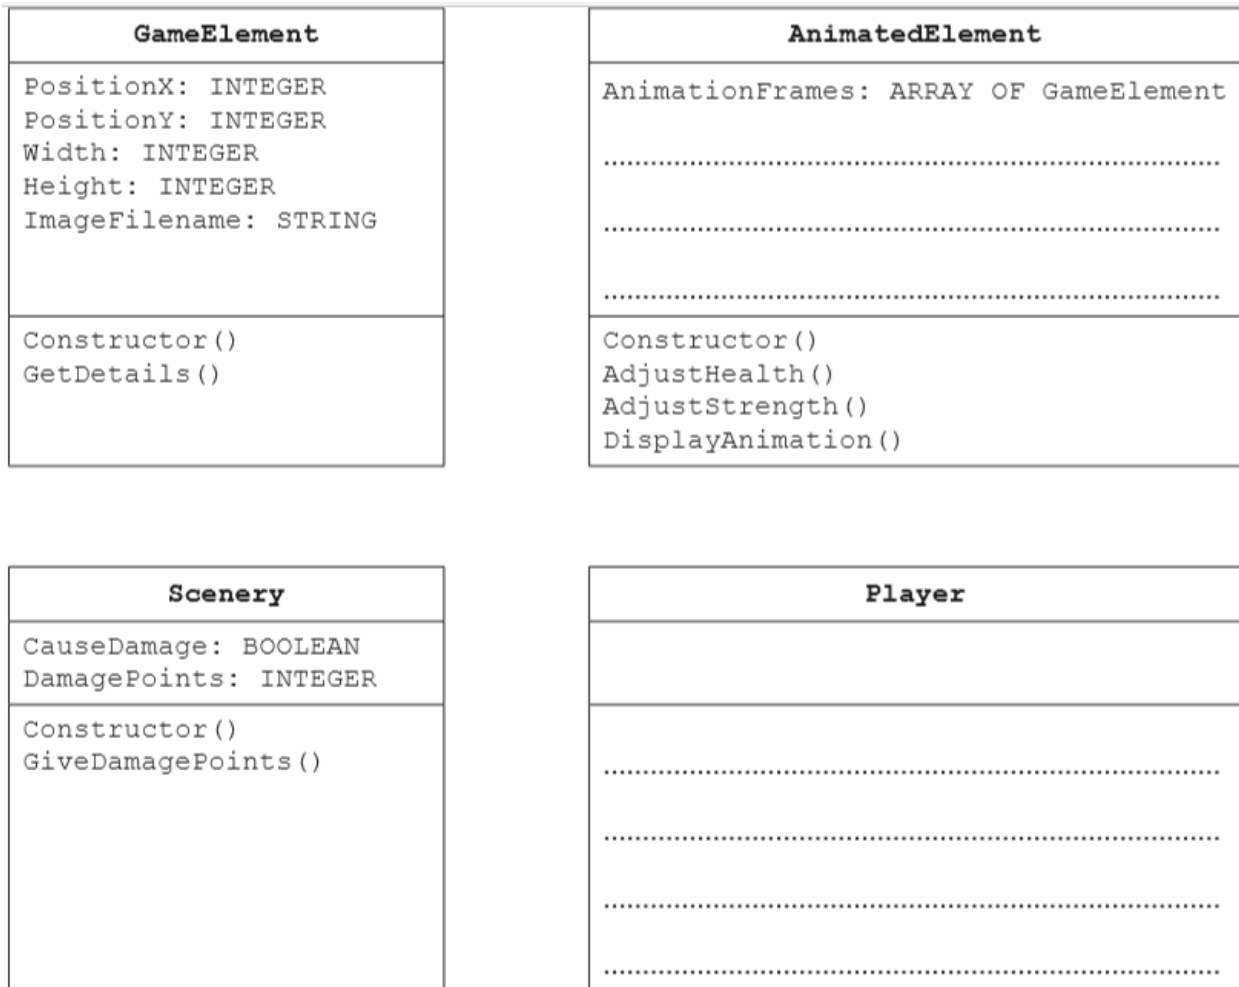 GameElement
PositionX: INTEGER
PositionY: INTEGER
Width: INTEGER
Height: INTEGER
ImageFilename: STRING
Constructor()
GetDetails()
AnimatedElement
AnimationFrames: ARRAY OF GameElement
Constructor()
AdjustHealth()
AdjustStrength()
DisplayAnimation()
Scenery
CauseDamage: BOOLEAN
DamagePoints: INTEGER
Constructor()
GiveDamagePoints()
Player